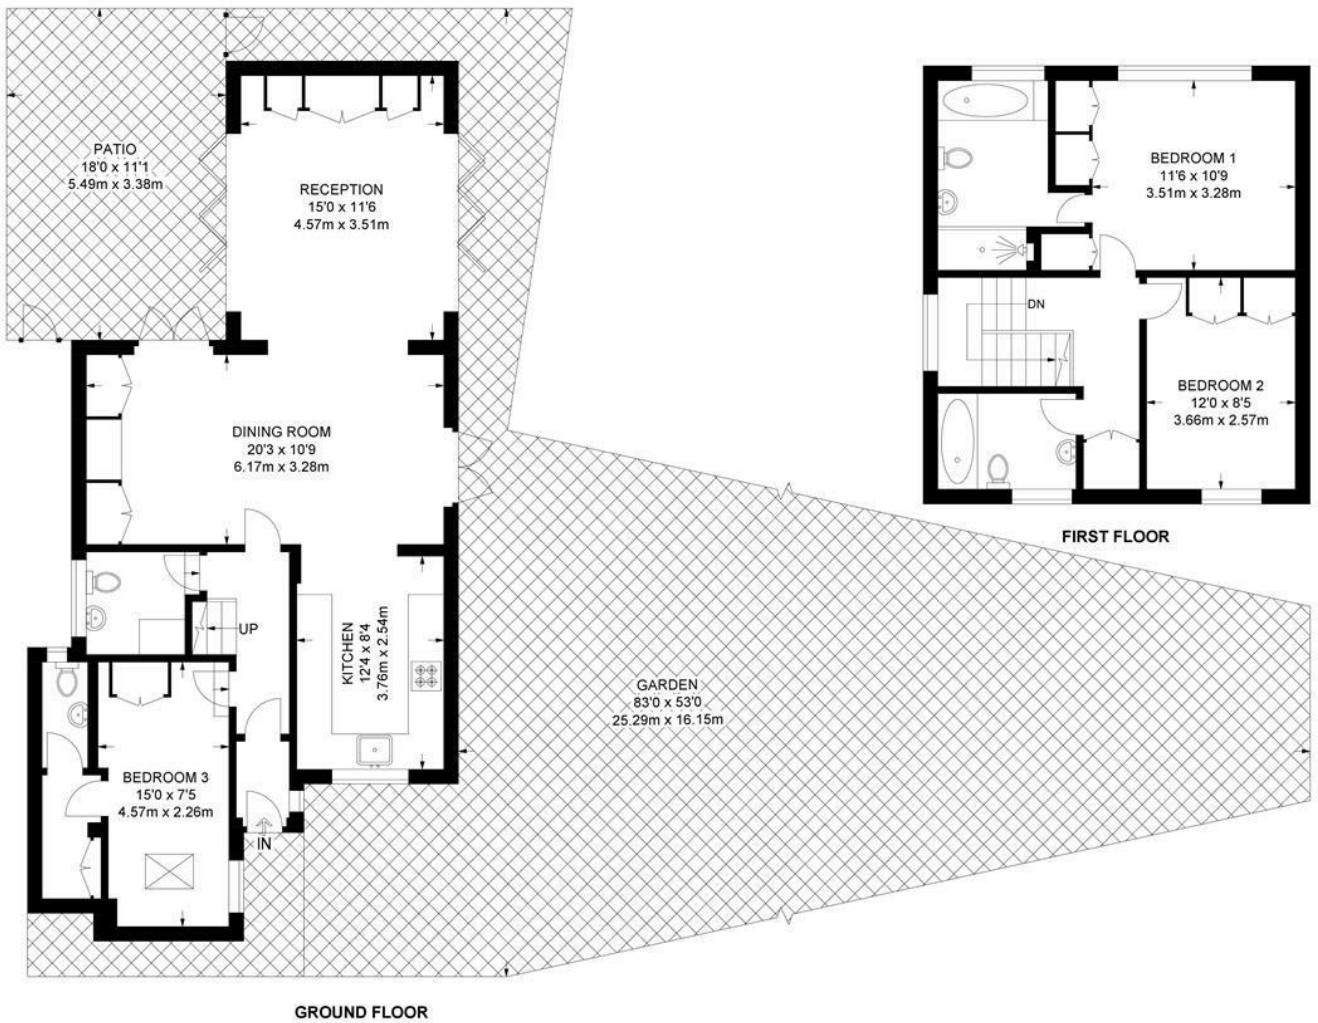 PATIO
18'0 x 11'1
5.49m x 3.38m
RECEPTION
15'0 x 11'6
4.57m x 3.51m
DINING ROOM
20'3 x 10'9
6.17m x 3.28m
UP
KITCHEN
12'4 x 8'4
3.76m x 2.54m
BEDROOM 3
15'0 x 7'5
4.57m x 2.26m
IN
GARDEN
83'0 x 53'0
25.29m x 16.15m
GROUND FLOOR
BEDROOM 1
11'6 x 10'9
3.51m x 3.28m
DN
BEDROOM 2
12'0 x 8'5
3.66m x 2.57m
FIRST FLOOR